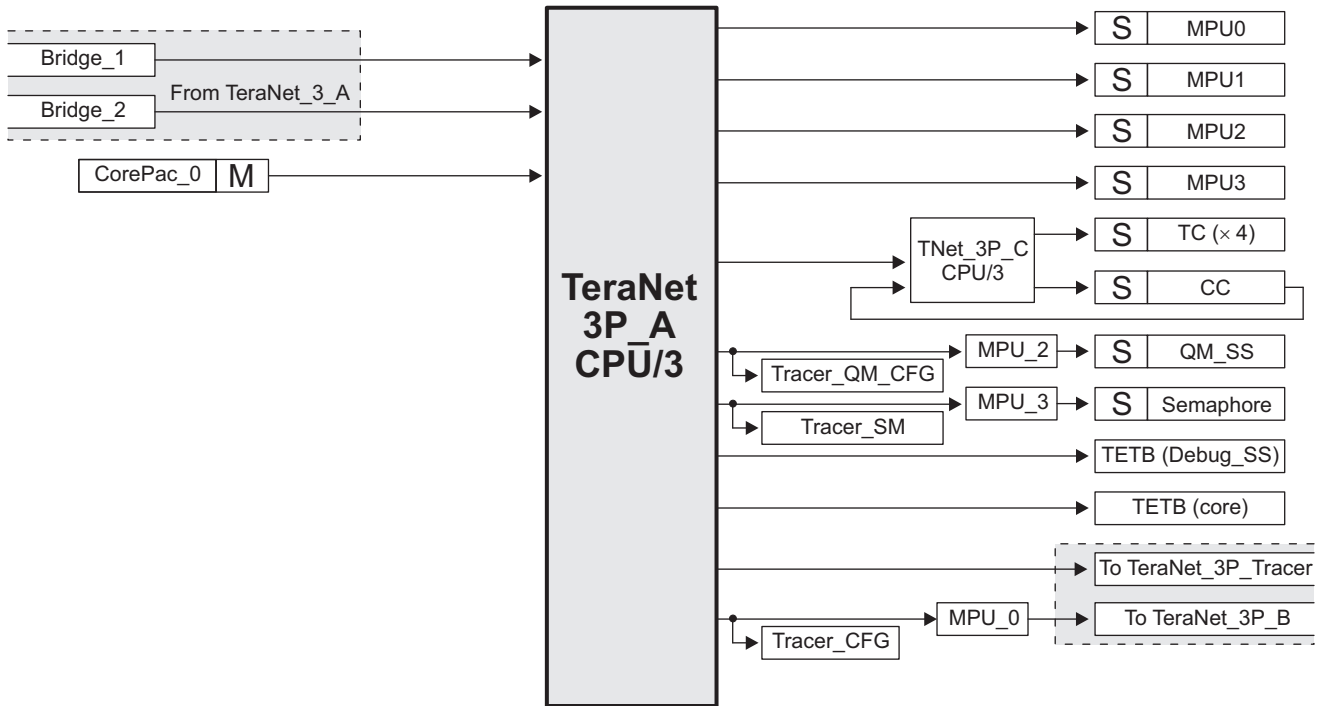 Bridge_1
From TeraNet_3_A
Bridge_2
CorePac_0 M
TeraNet
3P_A
CPU/3
S MPU0
S MPU1
S MPU2
S MPU3
TNet_3P_C
CPU/3
S TC (× 4)
S CC
MPU_2
S QM_SS
Tracer_QM_CFG
MPU_3
S Semaphore
Tracer_SM
TETB (Debug_SS)
TETB (core)
To TeraNet_3P_Tracer
MPU_0
To TeraNet_3P_B
Tracer_CFG